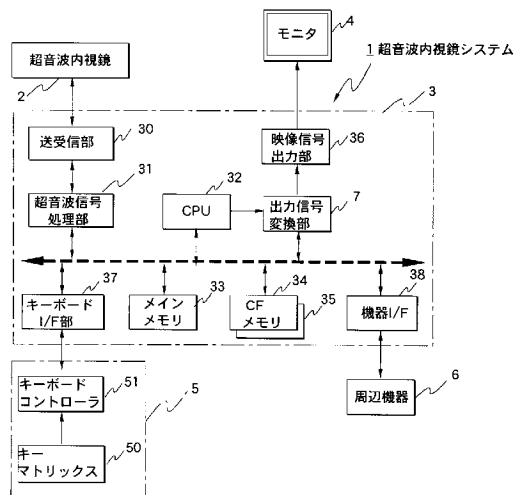 4
モニタ
1 超音波内視鏡システム
超音波内視鏡
2
3
送受信部
30
映像信号
出力部
36
31
超音波信号
処理部
32
CPU
7
出力信号
変換部
37
キーボード
I/F部
メイン
メモリ
33
34
CF
メモリ
35
38
機器I/F
キーボード
コントローラ
51
5
周辺機器
6
キー
マトリックス
50